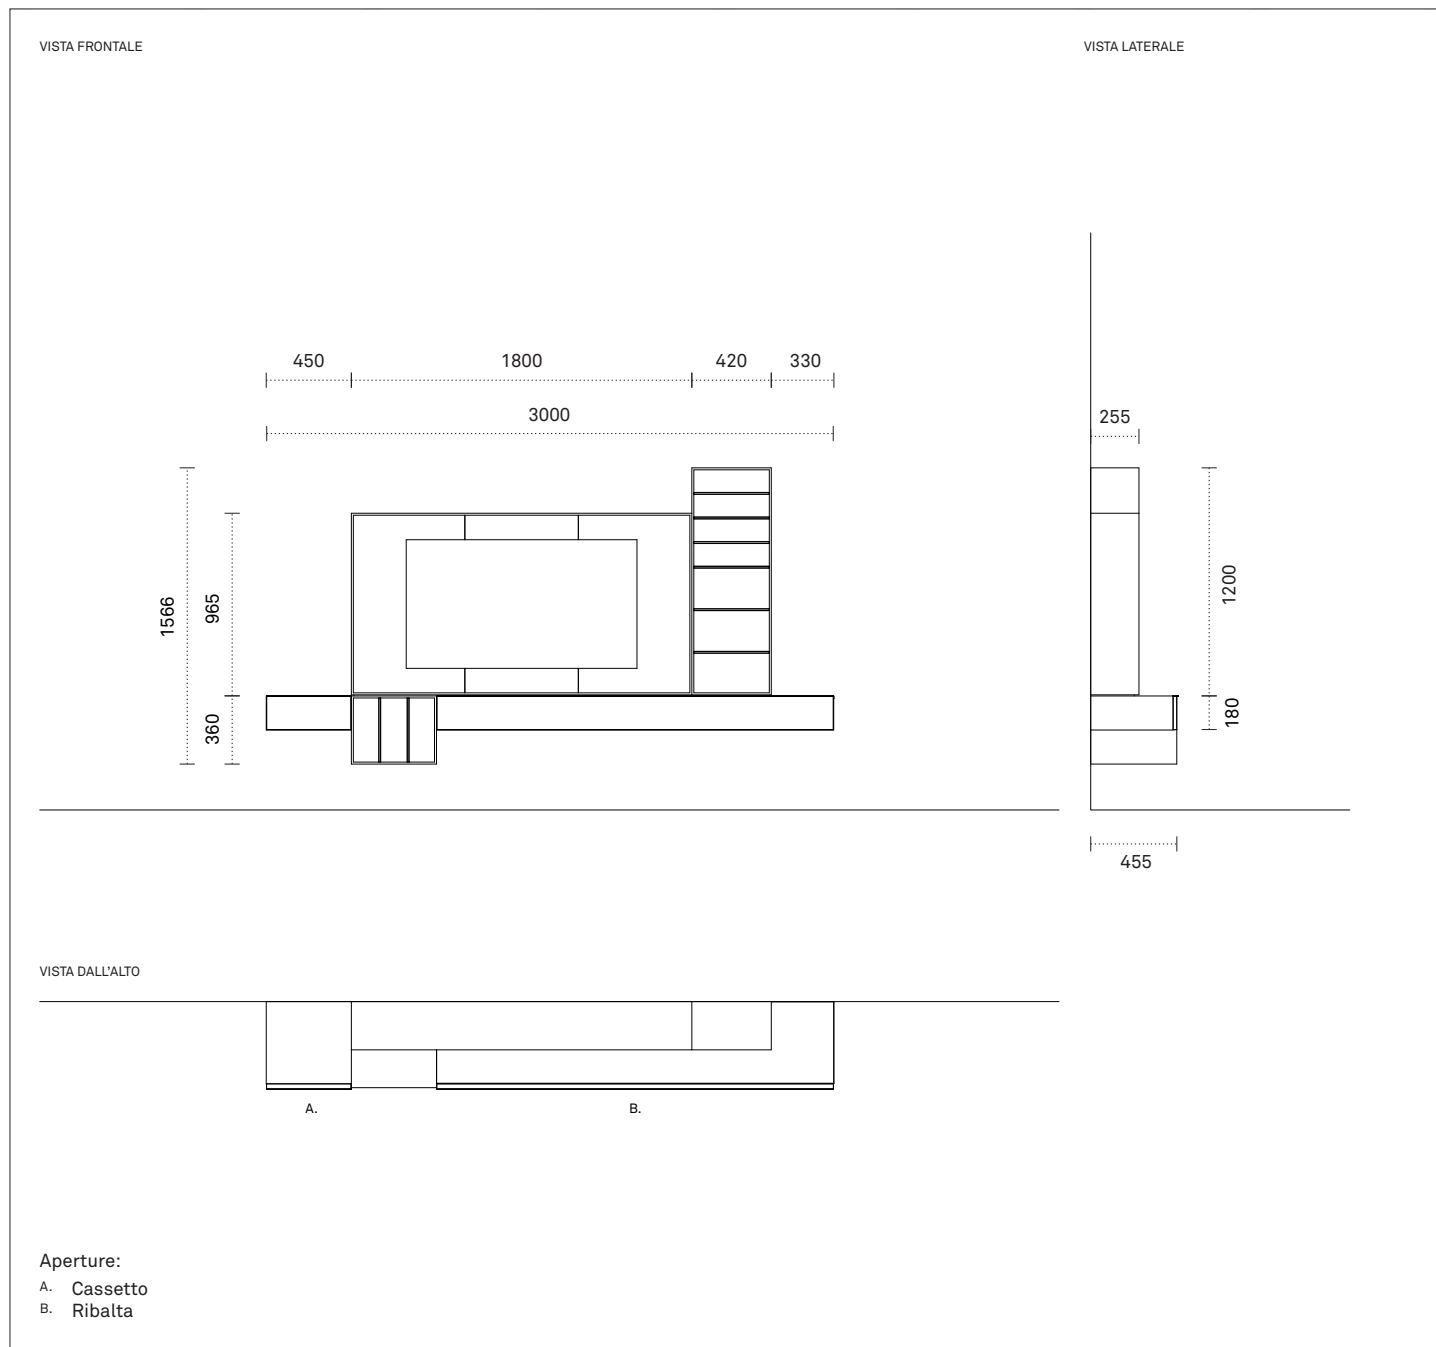 VISTA FRONTALE
VISTA LATERALE
450
1800
420
330
3000
255
1566
965
360
1200
180
455
VISTA DALL'ALTO
A.
B.
Aperture:
A. Cassetto
B. Ribalta